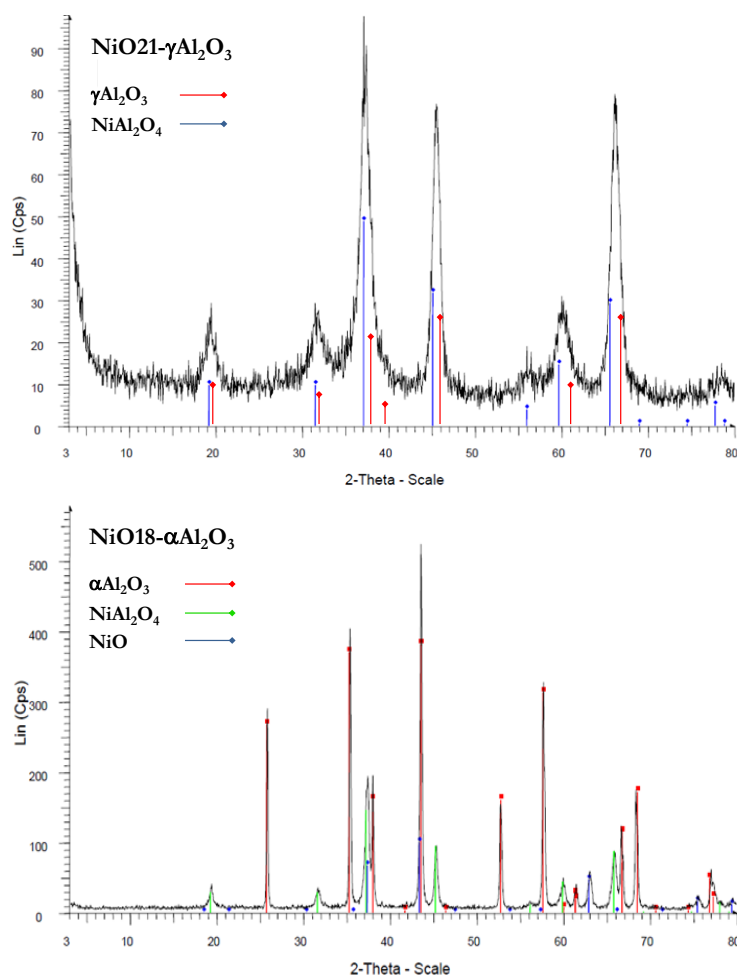 NiO21-γAl₂O₃
γAl₂O₃
NiAl₂O₄
Lin (Cps)
90
80
70
60
50
40
30
20
10
0
3 10 20 30 40 50 60 70 80
2-Theta - Scale
NiO18-αAl₂O₃
αAl₂O₃
NiAl₂O₄
NiO
Lin (Cps)
500
400
300
200
100
0
3 10 20 30 40 50 60 70 80
2-Theta - Scale